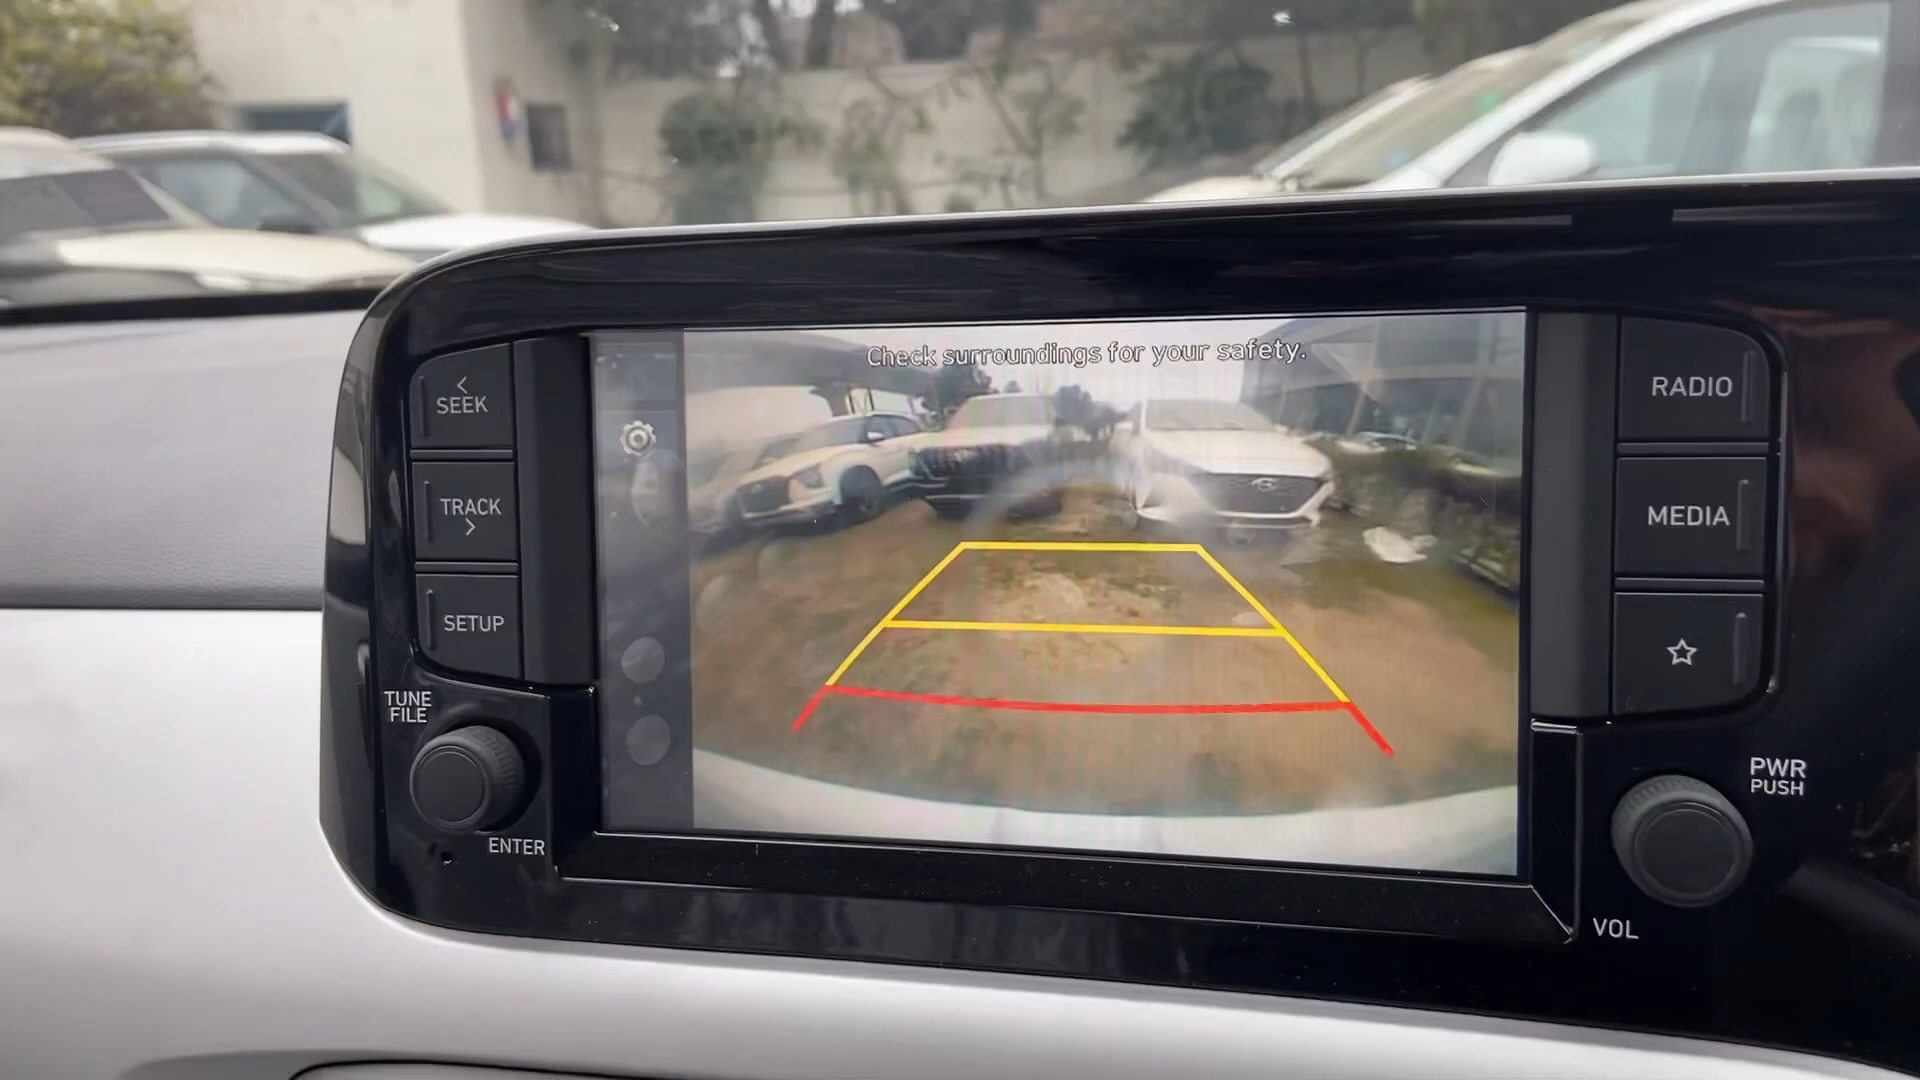 Check surroundings for your safety.
SEEK
TRACK
SETUP
TUNE
FILE
ENTER
RADIO
MEDIA
PWR
PUSH
VOL